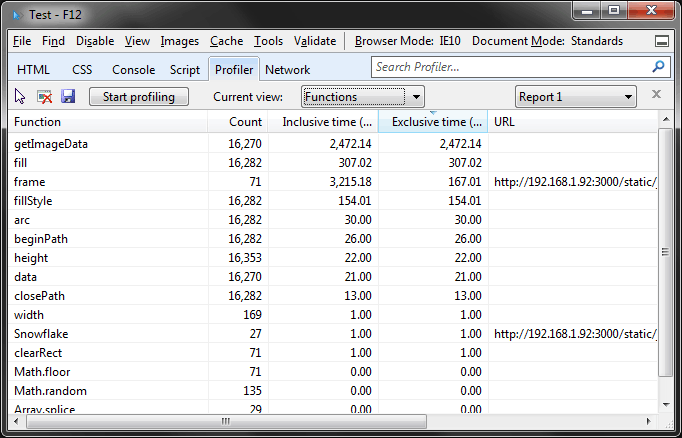 Test - F12
File Find Disable View Images Cache Tools Validate Browser Mode: IE10 Document Mode: Standards
HTML CSS Console Script Profiler Network Search Profiler...
Start profiling Current view: Functions Report 1
Function Count Inclusive time (... Exclusive time (... URL
getImageData 16,270 2,472.14 2,472.14
fill 16,282 307.02 307.02
frame 71 3,215.18 167.01 http://192.168.1.92:3000/static/
fillStyle 16,282 154.01 154.01
arc 16,282 30.00 30.00
beginPath 16,282 26.00 26.00
height 16,353 22.00 22.00
data 16,270 21.00 21.00
closePath 16,282 13.00 13.00
width 169 1.00 1.00
Snowflake 27 1.00 1.00 http://192.168.1.92:3000/static/
clearRect 71 1.00 1.00
Math.floor 71 0.00 0.00
Math.random 135 0.00 0.00
Array.splice 29 0.00 0.00